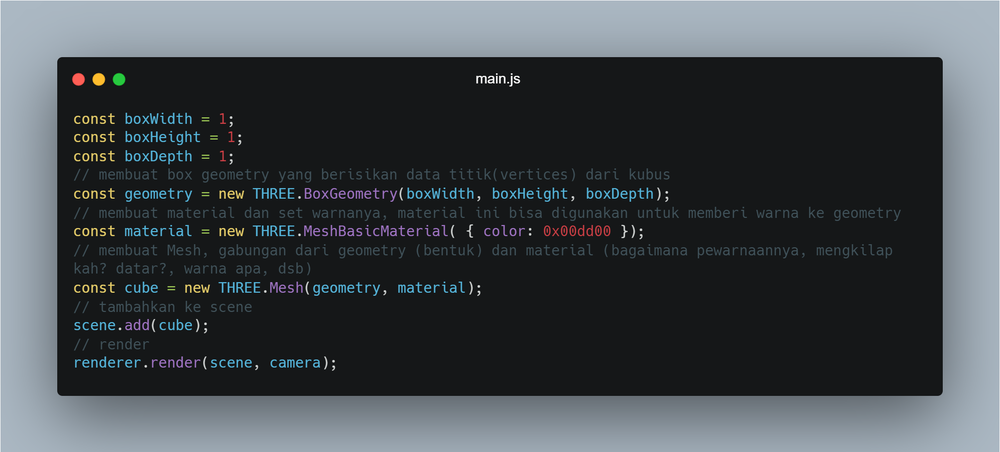 main.js
const boxWidth = 1;
const boxHeight = 1;
const boxDepth = 1;
// membuat box geometry yang berisikan data titik(vertices) dari kubus
const geometry = new THREE.BoxGeometry(boxWidth, boxHeight, boxDepth);
// membuat material dan set warnanya, material ini bisa digunakan untuk memberi warna ke geometry
const material = new THREE.MeshBasicMaterial( { color: 0x00dd00 });
// membuat Mesh, gabungan dari geometry (bentuk) dan material (bagaimana pewarnaannya, mengkilap
kah? datar?, warna apa, dsb)
const cube = new THREE.Mesh(geometry, material);
// tambahkan ke scene
scene.add(cube);
// render
renderer.render(scene, camera);